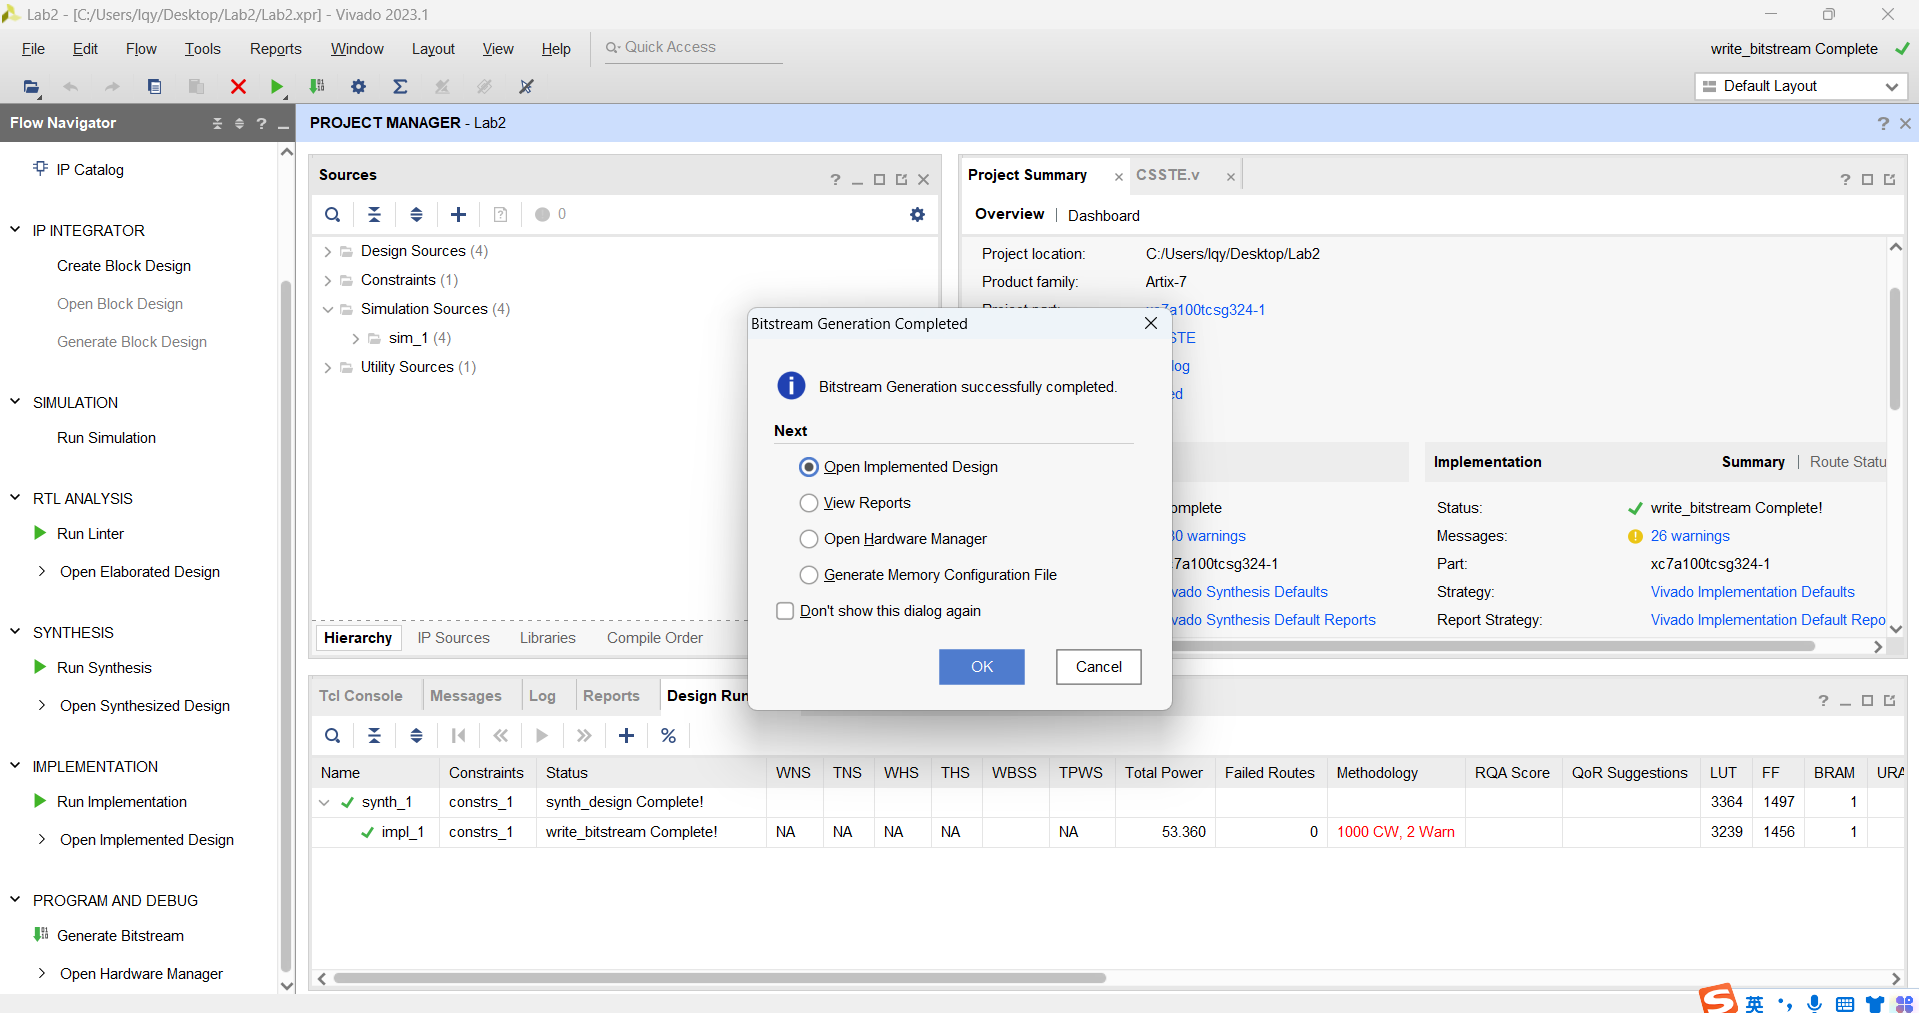 Lab2 - [C:/Users/lqy/Desktop/Lab2/Lab2.xpr] - Vivado 2023.1
File Edit Flow Tools Reports Window Layout View Help Quick Access
write_bitstream Complete
Default Layout
Flow Navigator
PROJECT MANAGER - Lab2
IP Catalog
IP INTEGRATOR
Create Block Design
Open Block Design
Generate Block Design
SIMULATION
Run Simulation
RTL ANALYSIS
Run Linter
Open Elaborated Design
SYNTHESIS
Run Synthesis
Open Synthesized Design
IMPLEMENTATION
Run Implementation
Open Implemented Design
PROGRAM AND DEBUG
Generate Bitstream
Open Hardware Manager
Sources
0
Design Sources (4)
Constraints (1)
Simulation Sources (4)
sim_1 (4)
Utility Sources (1)
Hierarchy IP Sources Libraries Compile Order
Project Summary CSSTE.v
Overview | Dashboard
Project location: C:/Users/lqy/Desktop/Lab2
Product family: Artix-7
a100tcsg324-1
STE
log
ed
Bitstream Generation Completed
Bitstream Generation successfully completed.
Next
Open Implemented Design
View Reports
Open Hardware Manager
Generate Memory Configuration File
Don't show this dialog again
OK Cancel
omplete
30 warnings
7a100tcsg324-1
vado Synthesis Defaults
vado Synthesis Default Reports
Implementation Summary | Route Statu
Status: write_bitstream Complete!
Messages: 26 warnings
Part: xc7a100tcsg324-1
Strategy: Vivado Implementation Defaults
Report Strategy: Vivado Implementation Default Repo
Tcl Console Messages Log Reports Design Run
Name Constraints Status WNS TNS WHS THS WBSS TPWS Total Power Failed Routes Methodology RQA Score QoR Suggestions LUT FF BRAM URA
synth_1 constrs_1 synth_design Complete! 3364 1497 1
impl_1 constrs_1 write_bitstream Complete! NA NA NA NA NA 53.360 0 1000 CW, 2 Warn 3239 1456 1
英